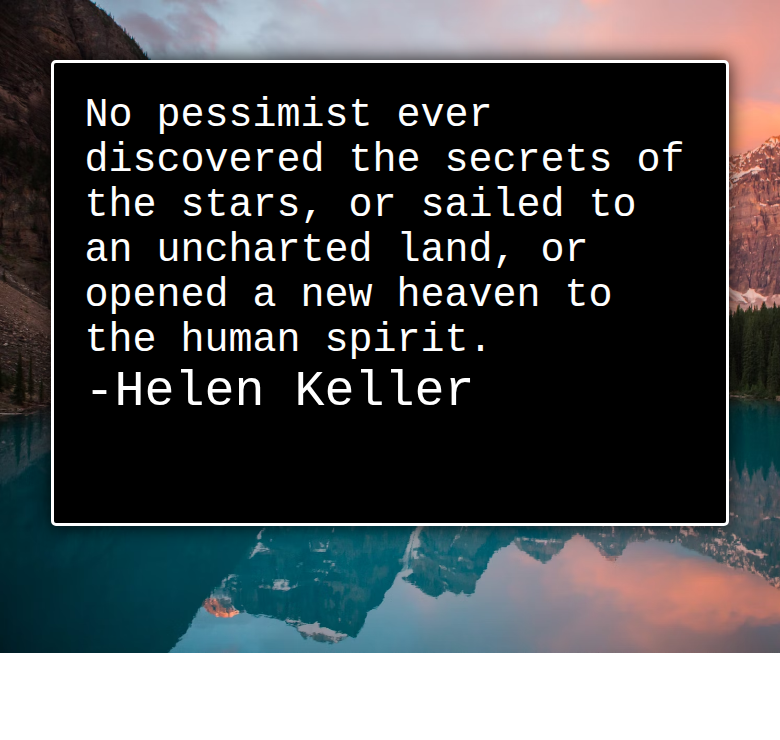 No pessimist ever
discovered the secrets of
the stars, or sailed to
an uncharted land, or
opened a new heaven to
the human spirit.
-Helen Keller